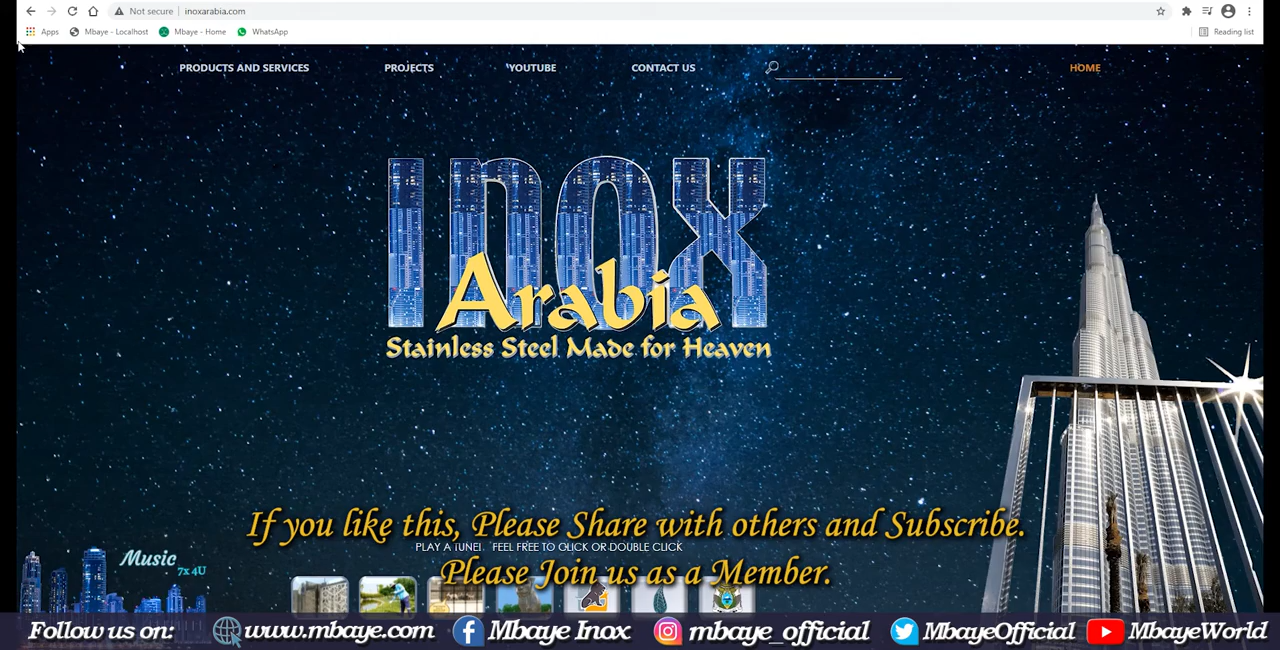 Not secure | inoxarabia.com
Apps Mbaye - Localhost Mbaye - Home WhatsApp Reading list
PRODUCTS AND SERVICES PROJECTS YOUTUBE CONTACT US HOME
INOX
Arabia
Stainless Steel Made for Heaven
If you like this, Please Share with others and Subscribe.
PLAY A TUNE! FEEL FREE TO CLICK OR DOUBLE CLICK
Music
7x 4U
Please Join us as a Member.
Follow us on: www.mbaye.com Mbaye Inox mbaye_official MbayeOfficial MbayeWorld